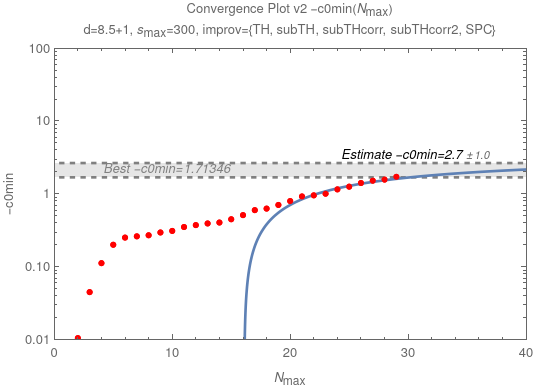 Convergence Plot v2 −c0min(Nmax)
d=8.5+1, smax=300, improv={TH, subTH, subTHcorr, subTHcorr2, SPC}
100
10
1
0.10
0.01
−c0min
Estimate −c0min=2.7 ±1.0
Best −c0min=1.71346
0 10 20 30 40
Nmax